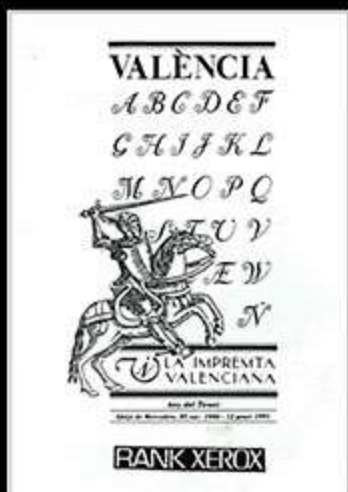 VALÈNCIA
A B C D E F
G H I J K L
M N O P Q
S T U V
Æ W
Ñ
LA IMPREMTA
VALENCIANA
Any del Tirant
RANK XEROX